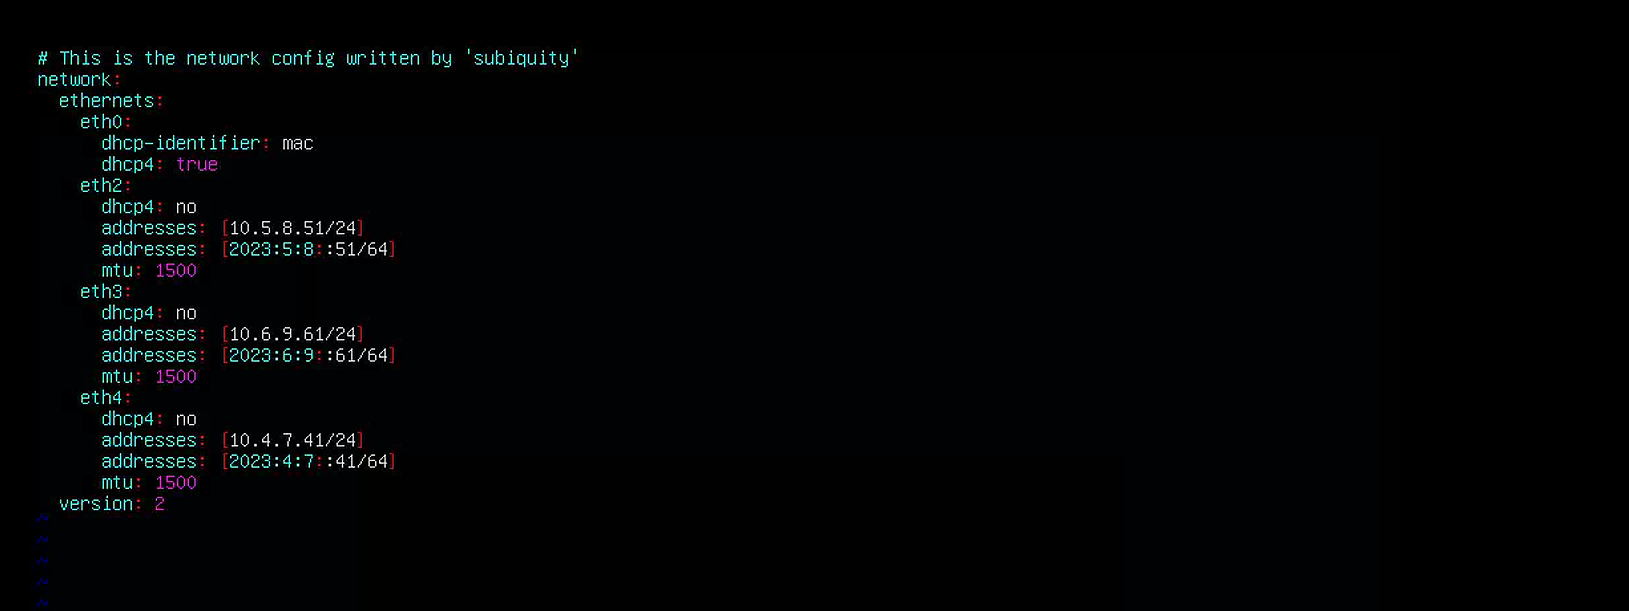 # This is the network config written by 'subiquity'
network:
  ethernets:
    eth0:
      dhcp-identifier: mac
      dhcp4: true
    eth2:
      dhcp4: no
      addresses: [10.5.8.51/24]
      addresses: [2023:5:8::51/64]
      mtu: 1500
    eth3:
      dhcp4: no
      addresses: [10.6.9.61/24]
      addresses: [2023:6:9::61/64]
      mtu: 1500
    eth4:
      dhcp4: no
      addresses: [10.4.7.41/24]
      addresses: [2023:4:7::41/64]
      mtu: 1500
  version: 2
~
~
~
~
~